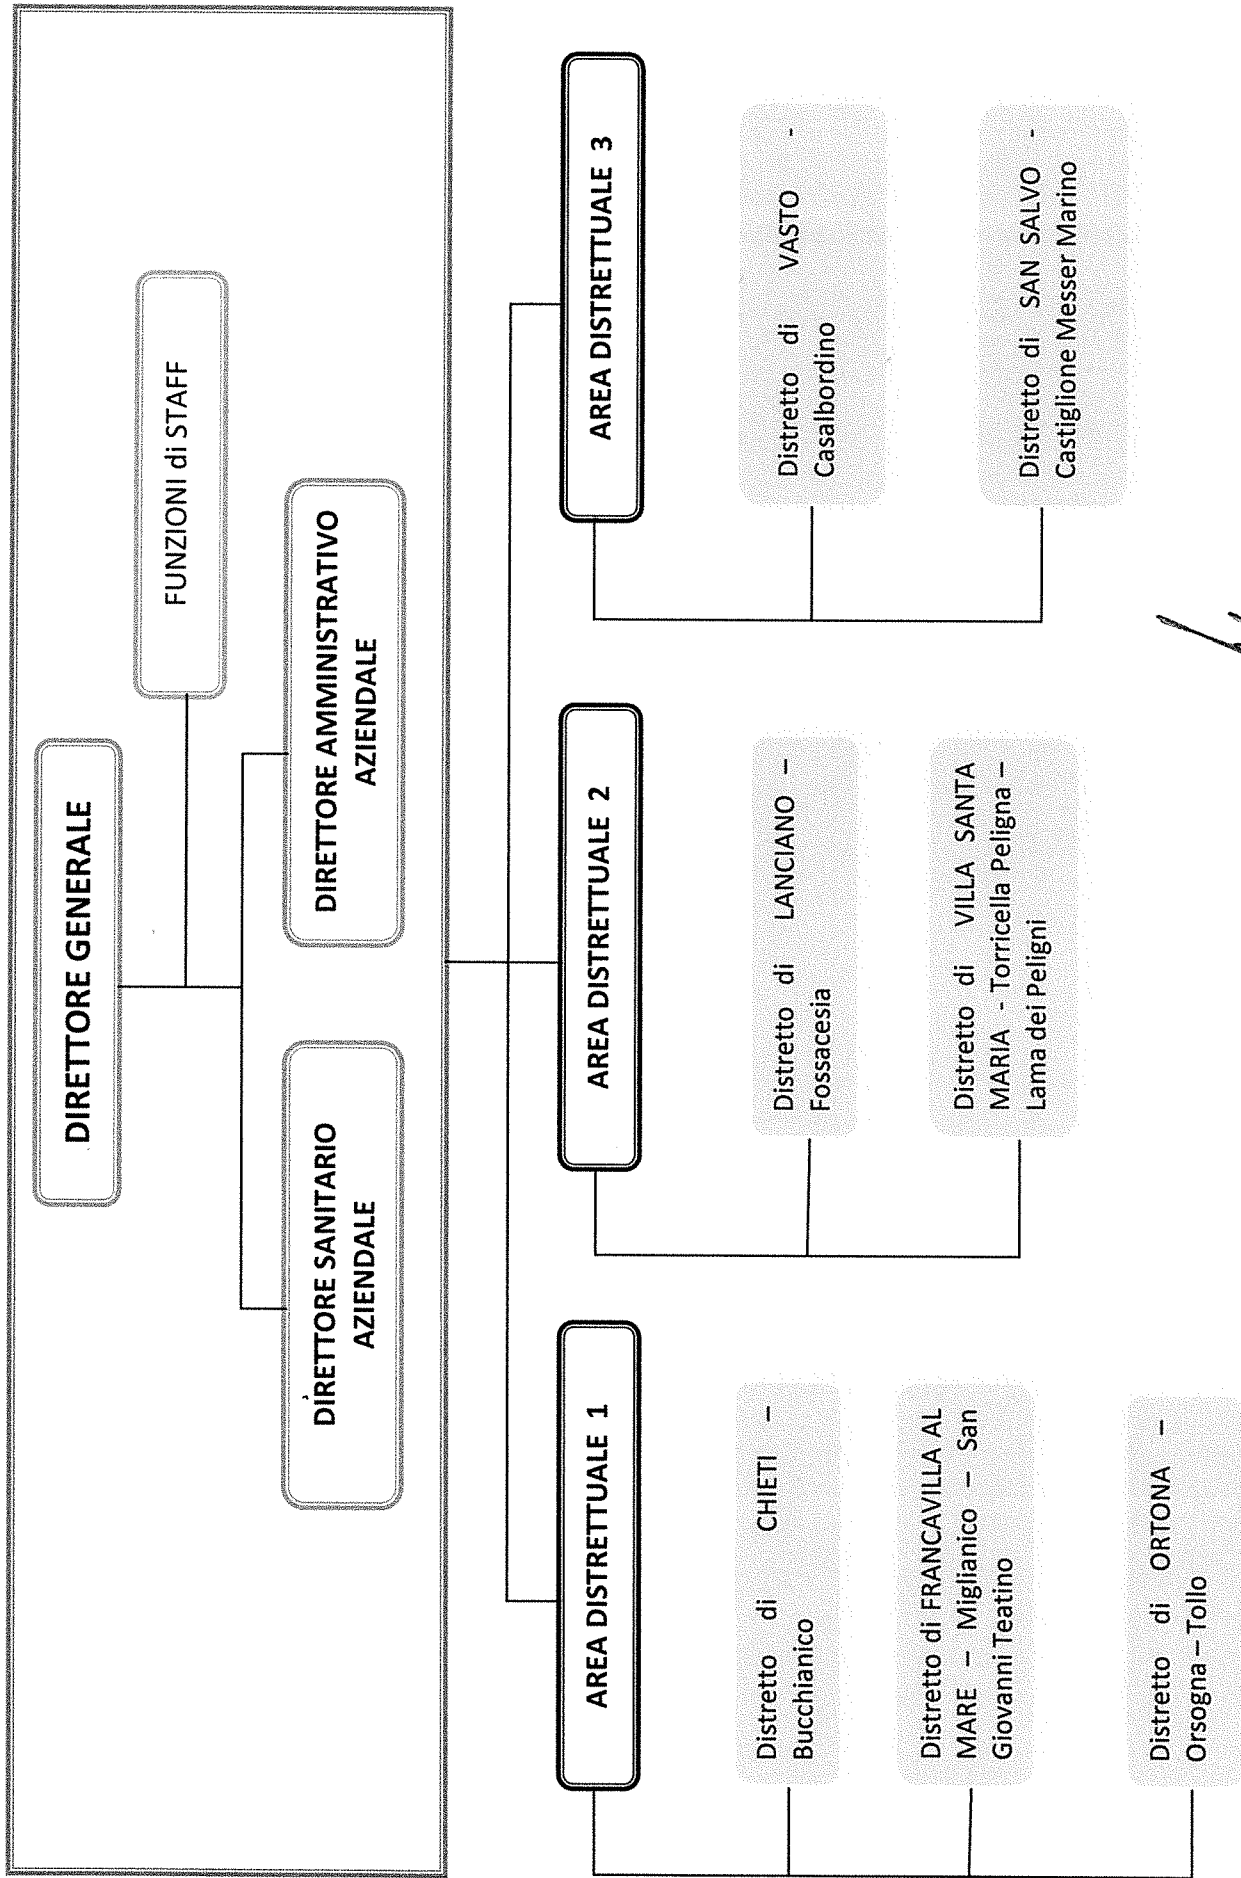 DIRETTORE GENERALE
FUNZIONI di STAFF
DIRETTORE SANITARIO
AZIENDALE
DIRETTORE AMMINISTRATIVO
AZIENDALE
AREA DISTRETTUALE 1
Distretto di CHIETI –
Bucchianico
Distretto di FRANCAVILLA AL
MARE – Miglianico – San
Giovanni Teatino
Distretto di ORTONA –
Orsogna – Tollo
AREA DISTRETTUALE 2
Distretto di LANCIANO –
Fossacesia
Distretto di VILLA SANTA
MARIA - Torricella Peligna –
Lama dei Peligni
AREA DISTRETTUALE 3
Distretto di VASTO -
Casalbordino
Distretto di SAN SALVO -
Castiglione Messer Marino